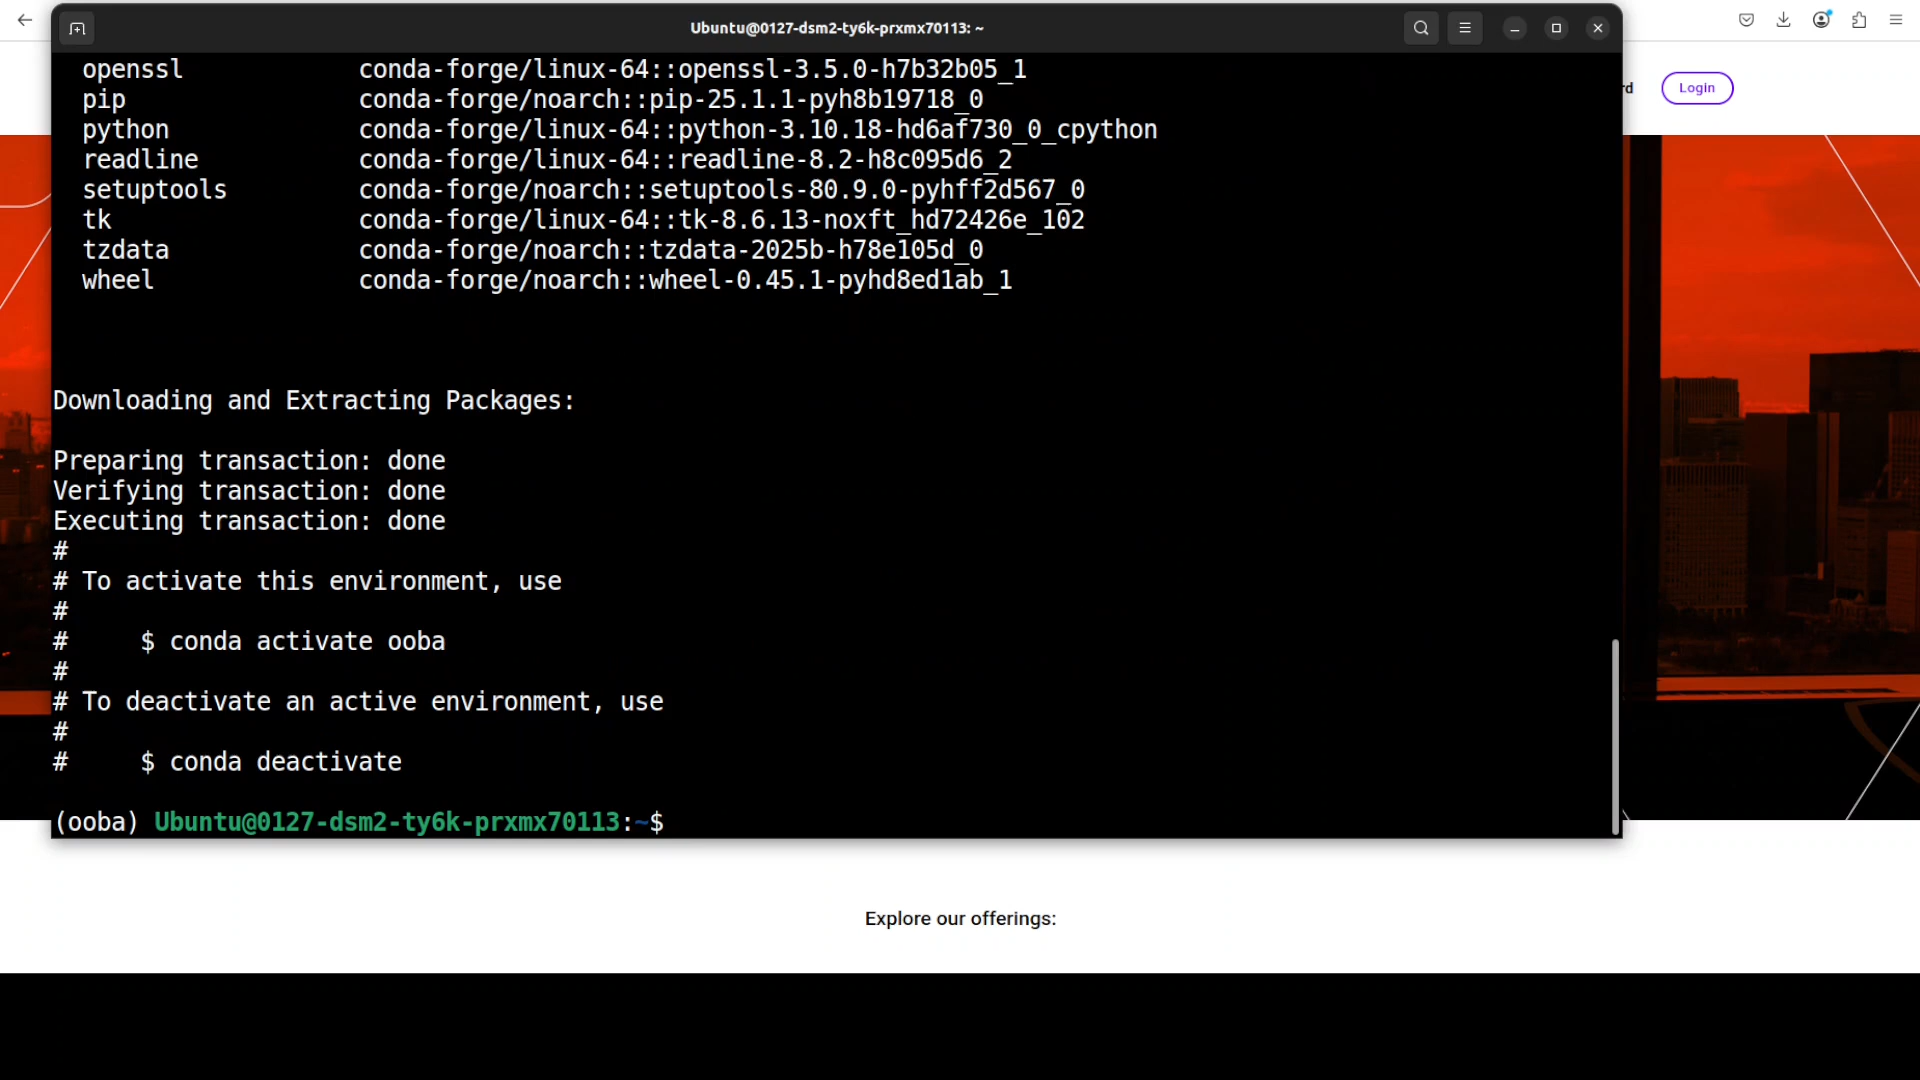 Ubuntu@0127-dsm2-ty6k-prxmx70113: ~
openssl conda-forge/linux-64::openssl-3.5.0-h7b32b05_1
pip conda-forge/noarch::pip-25.1.1-pyh8b19718_0
python conda-forge/linux-64::python-3.10.18-hd6af730_0_cpython
readline conda-forge/linux-64::readline-8.2-h8c095d6_2
setuptools conda-forge/noarch::setuptools-80.9.0-pyhff2d567_0
tk conda-forge/linux-64::tk-8.6.13-noxft_hd72426e_102
tzdata conda-forge/noarch::tzdata-2025b-h78e105d_0
wheel conda-forge/noarch::wheel-0.45.1-pyhd8ed1ab_1
Downloading and Extracting Packages:
Preparing transaction: done
Verifying transaction: done
Executing transaction: done
#
# To activate this environment, use
#
# $ conda activate ooba
#
# To deactivate an active environment, use
#
# $ conda deactivate
(ooba) Ubuntu@0127-dsm2-ty6k-prxmx70113:~$
Login
Explore our offerings: